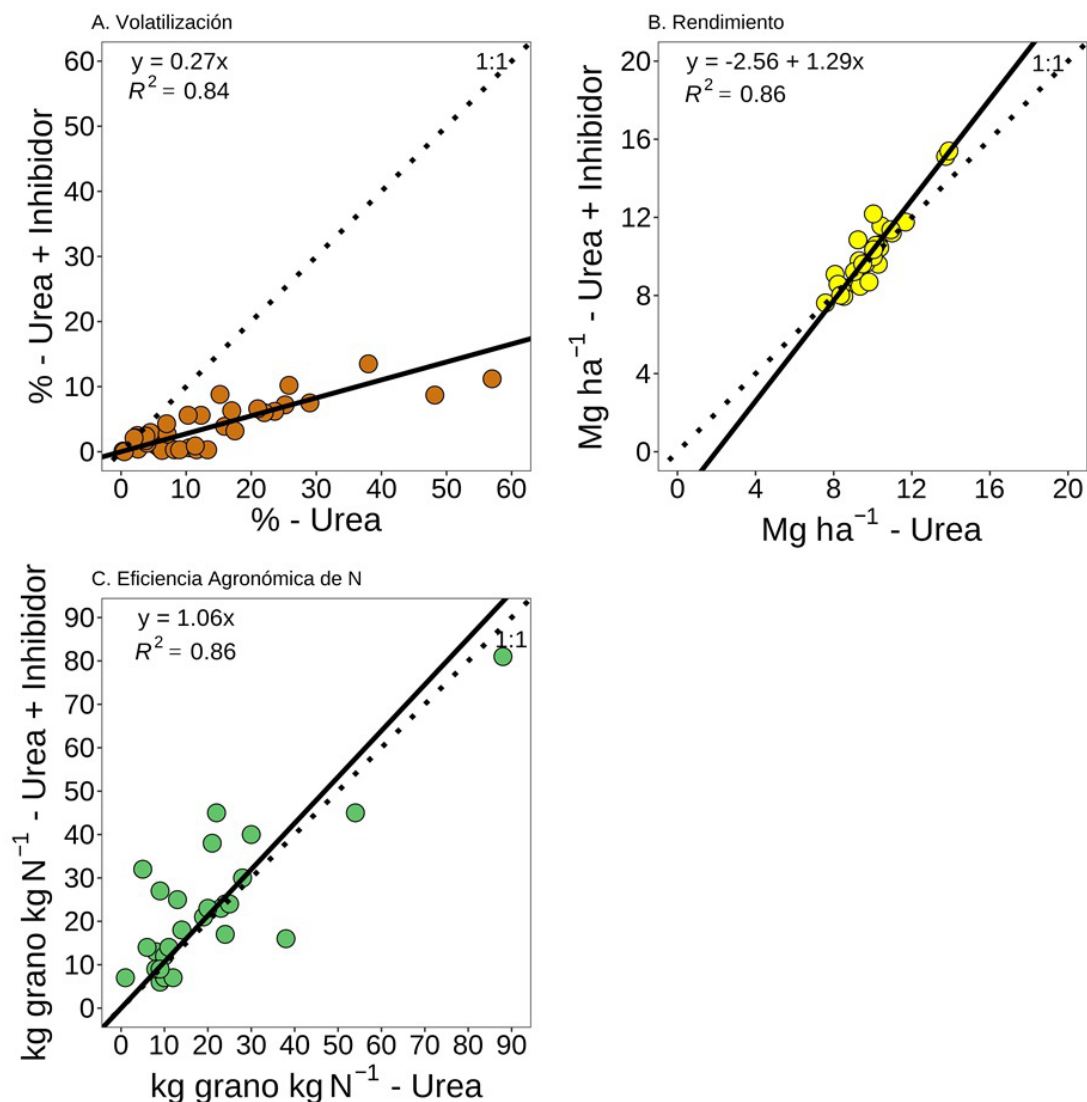 A. Volatilización
y = 0.27x
R² = 0.84
1:1
60
50
40
30
20
10
0
% - Urea + Inhibidor
0 10 20 30 40 50 60
% - Urea
B. Rendimiento
y = -2.56 + 1.29x
R² = 0.86
1:1
20
16
12
8
4
0
Mg ha⁻¹ - Urea + Inhibidor
0 4 8 12 16 20
Mg ha⁻¹ - Urea
C. Eficiencia Agronómica de N
y = 1.06x
R² = 0.86
1:1
90
80
70
60
50
40
30
20
10
0
kg grano kg N⁻¹ - Urea + Inhibidor
0 10 20 30 40 50 60 70 80 90
kg grano kg N⁻¹ - Urea